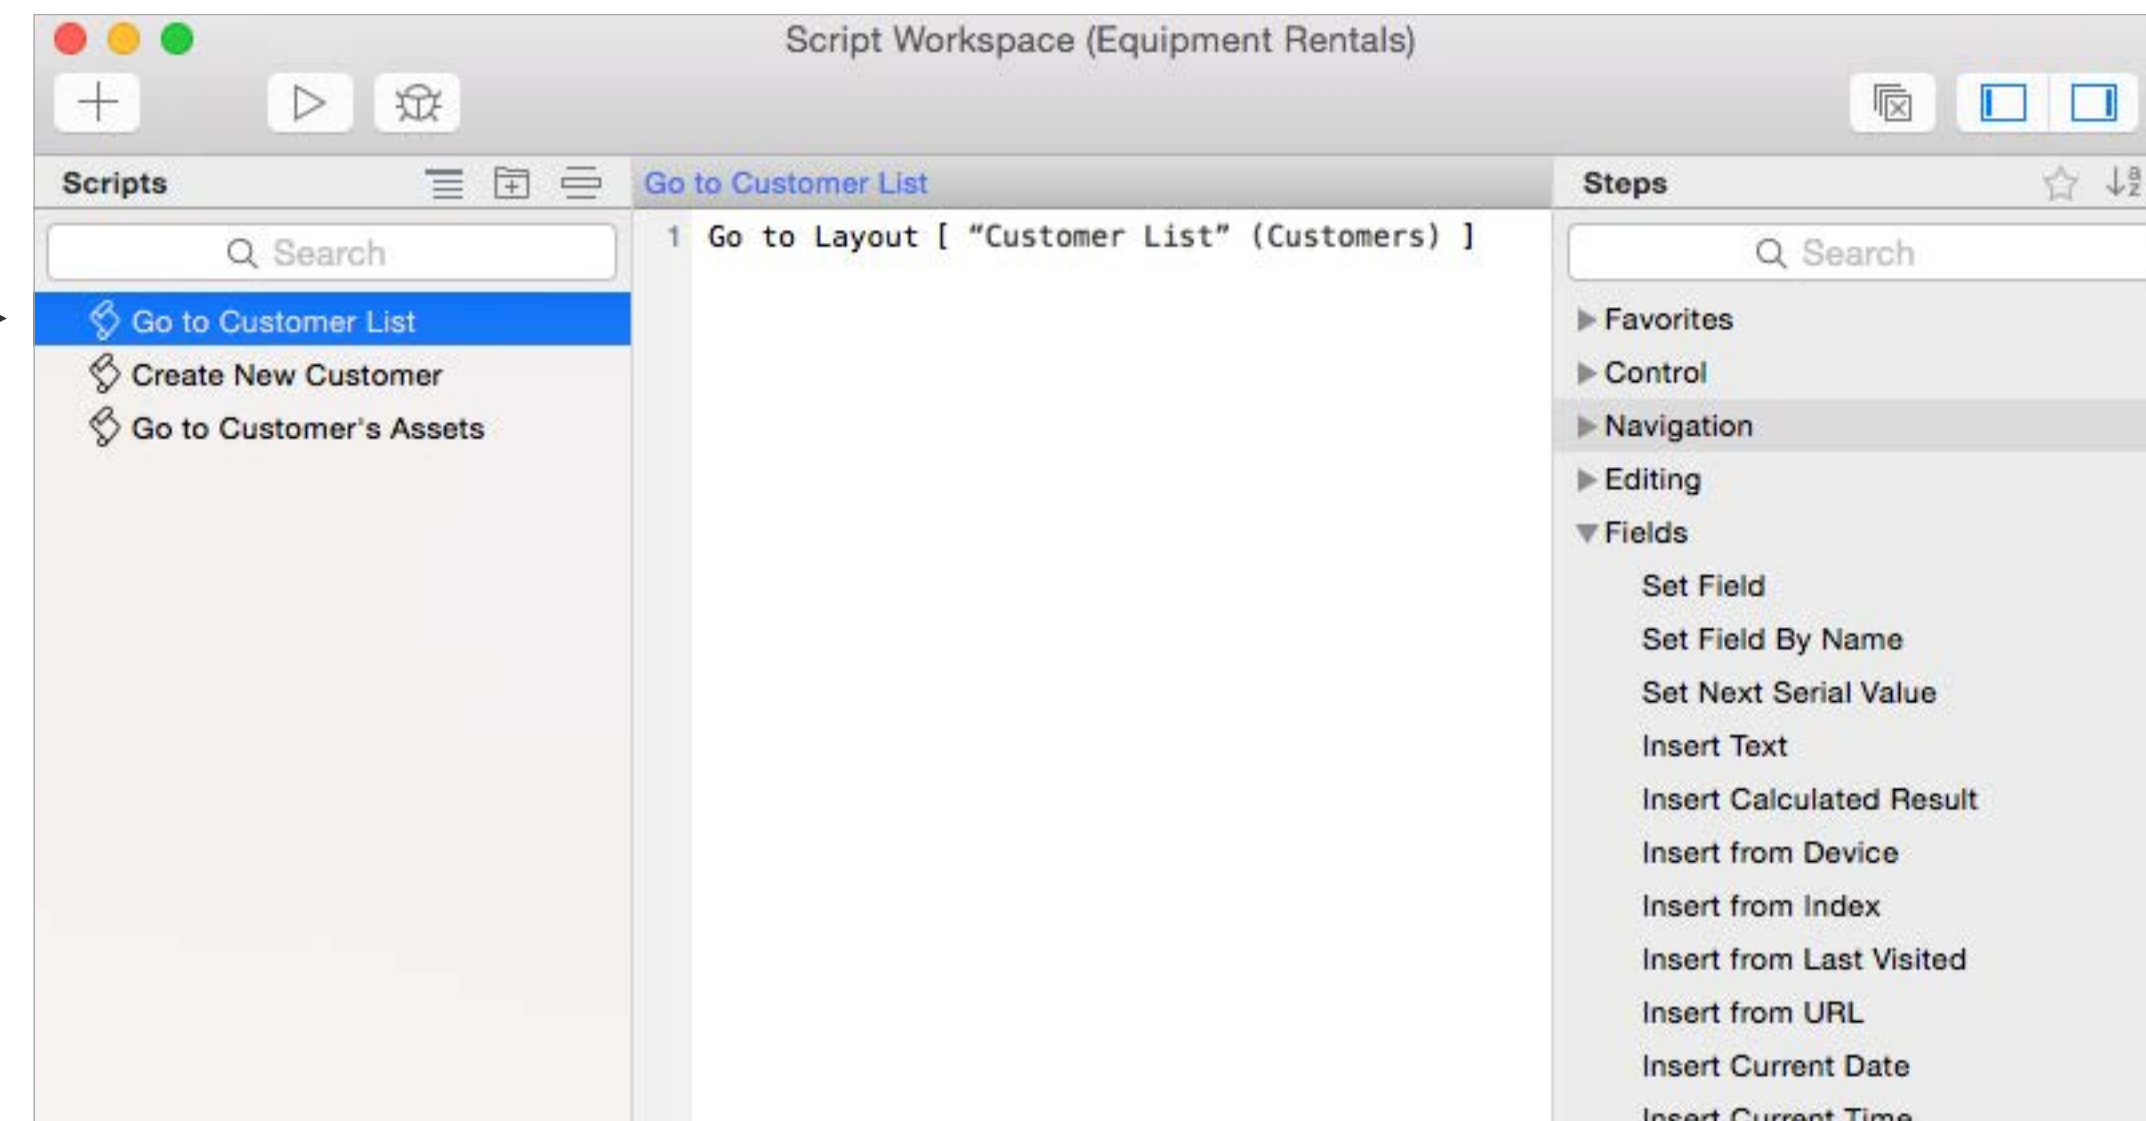 Script Workspace (Equipment Rentals)
Scripts
Search
Go to Customer List
Create New Customer
Go to Customer's Assets
Go to Customer List
1 Go to Layout [ “Customer List” (Customers) ]
Steps
a
z
Search
Favorites
Control
Navigation
Editing
Fields
Set Field
Set Field By Name
Set Next Serial Value
Insert Text
Insert Calculated Result
Insert from Device
Insert from Index
Insert from Last Visited
Insert from URL
Insert Current Date
Insert Current Time